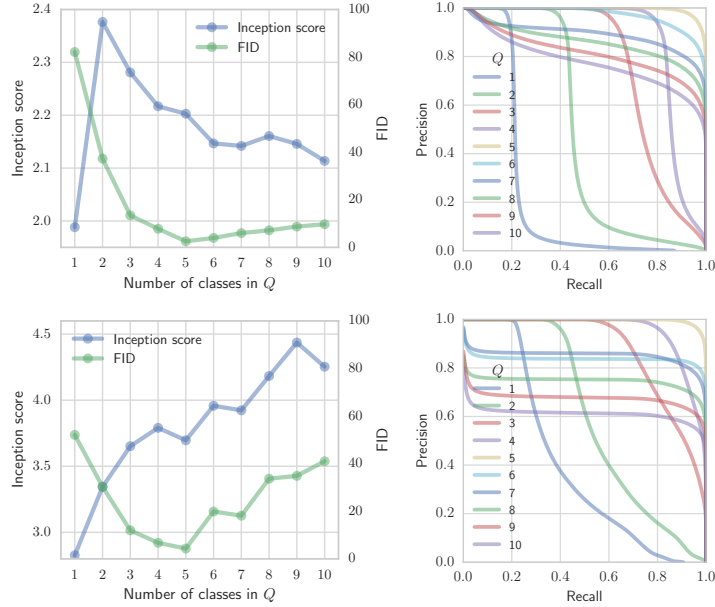 2.4
2.3
2.2
2.1
2.0
Inception score
Inception score
FID
100
80
60
40
20
0
FID
1 2 3 4 5 6 7 8 9 10
Number of classes in Q
1.0
0.8
0.6
0.4
0.2
0.0
Precision
Q
1
2
3
4
5
6
7
8
9
10
0.0 0.2 0.4 0.6 0.8 1.0
Recall
4.5
4.0
3.5
3.0
Inception score
Inception score
FID
100
80
60
40
20
0
FID
1 2 3 4 5 6 7 8 9 10
Number of classes in Q
1.0
0.8
0.6
0.4
0.2
0.0
Precision
Q
1
2
3
4
5
6
7
8
9
10
0.0 0.2 0.4 0.6 0.8 1.0
Recall